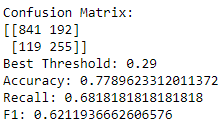 Confusion Matrix:
[[841 192]
 [119 255]]
Best Threshold: 0.29
Accuracy: 0.7789623312011372
Recall: 0.6818181818181818
F1: 0.6211936662606576